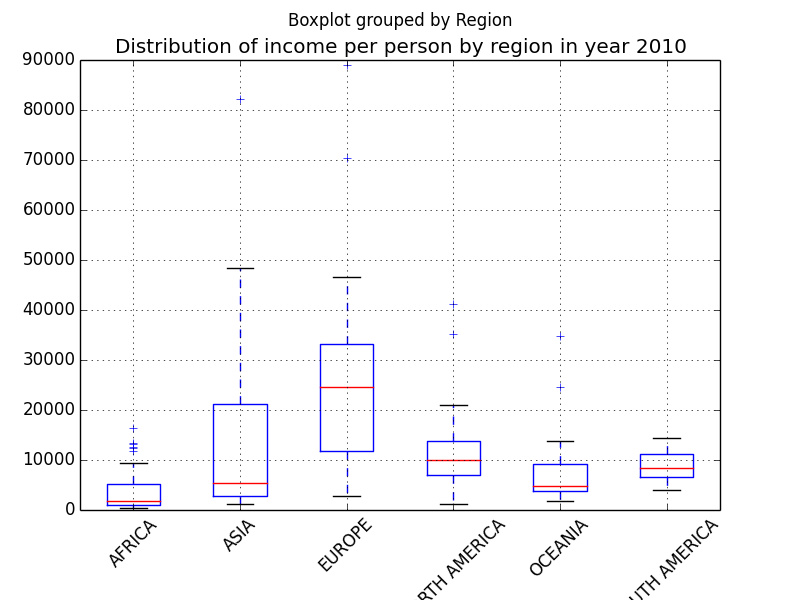 Boxplot grouped by Region
Distribution of income per person by region in year 2010
90000
80000
70000
60000
50000
40000
30000
20000
10000
0
AFRICA
ASIA
EUROPE
RTH AMERICA
OCEANIA
UTH AMERICA